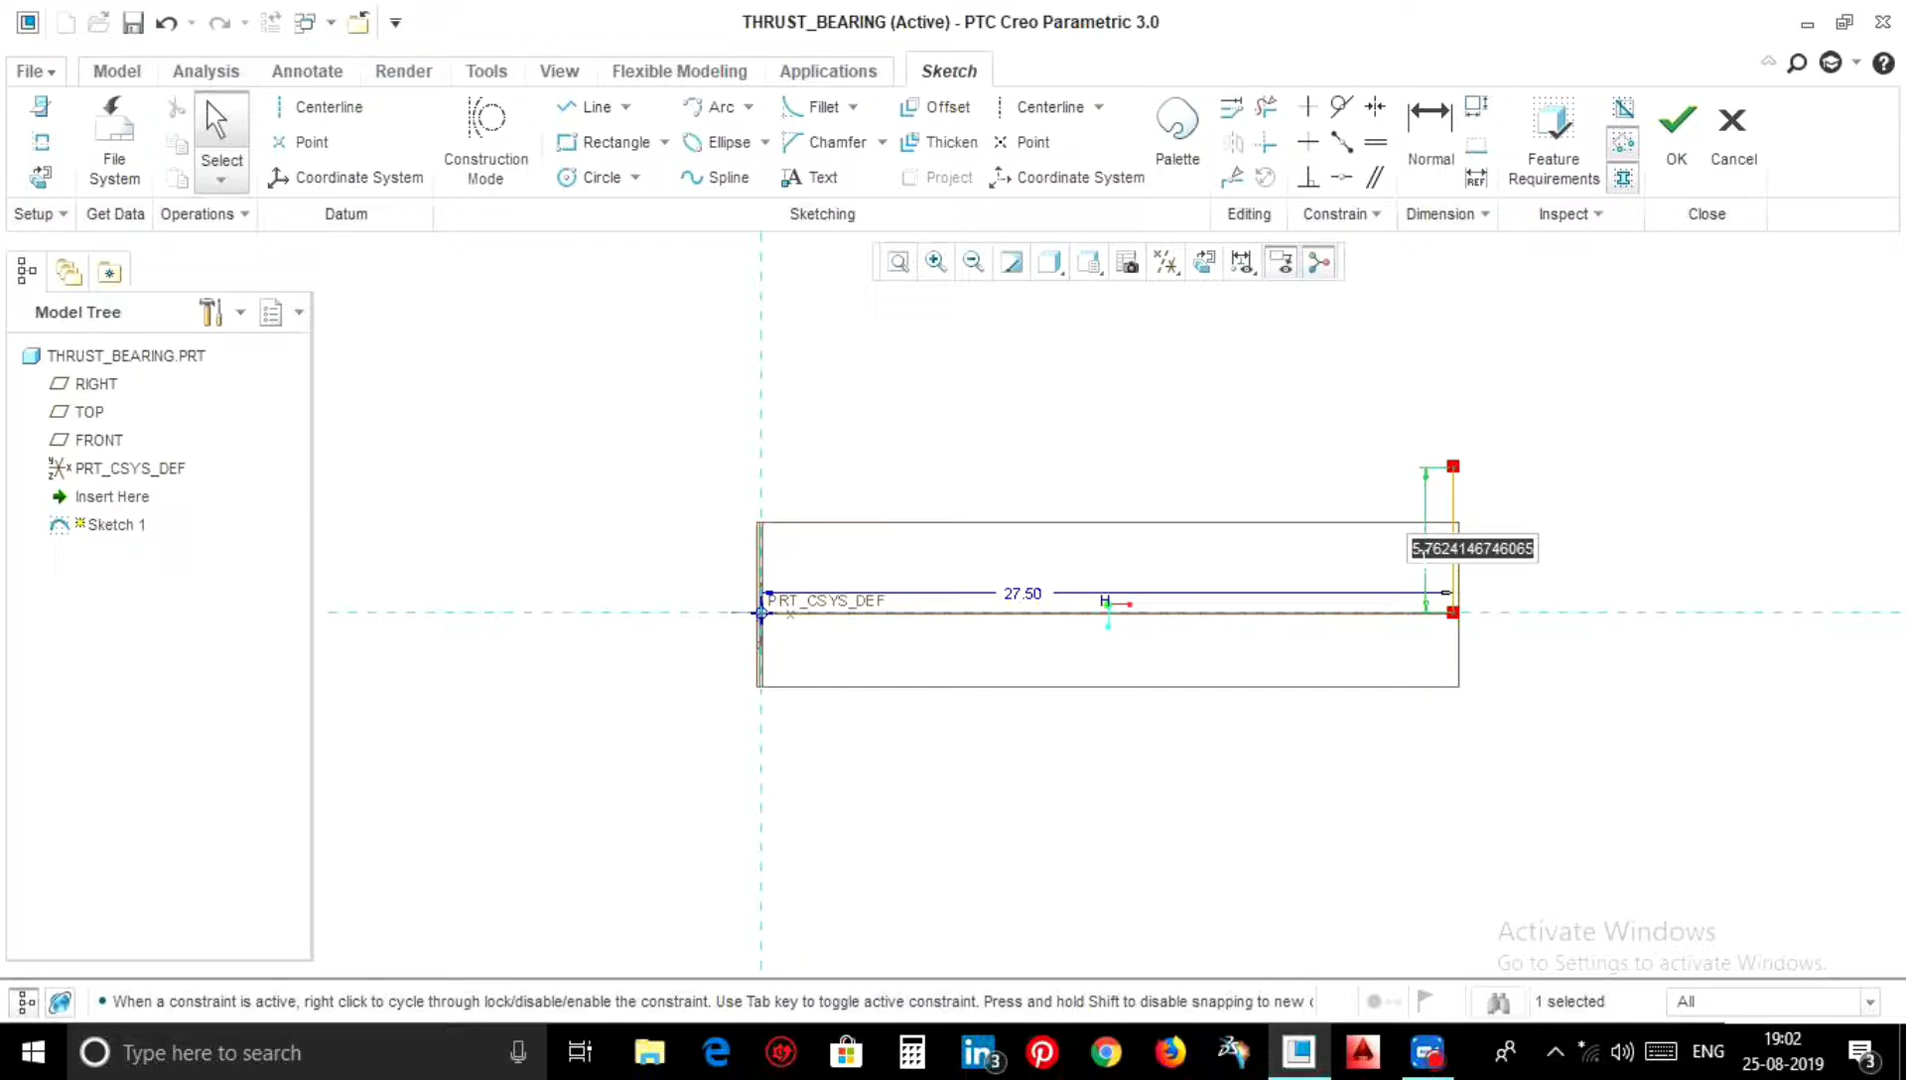 THRUST_BEARING (Active) - PTC Creo Parametric 3.0
File Model Analysis Annotate Render Tools View Flexible Modeling Applications Sketch
Centerline Line Arc Fillet Offset Centerline
Point Rectangle Ellipse Chamfer Thicken Point
Coordinate System Circle Spline Text Project Coordinate System
File System
Select
Construction Mode
Palette
Normal
REF
Feature Requirements
OK
Cancel
Setup Get Data Operations Datum Sketching Editing Constrain Dimension Inspect Close
Model Tree
THRUST_BEARING.PRT
RIGHT
TOP
FRONT
PRT_CSYS_DEF
Insert Here
Sketch 1
5.7624146746065
27.50
H
PRT_CSYS_DEF
Activate Windows
Go to Settings to activate Windows.
• When a constraint is active, right click to cycle through lock/disable/enable the constraint. Use Tab key to toggle active constraint. Press and hold Shift to disable snapping to new c
1 selected
All
Type here to search
3
ENG
19:02
25-08-2019
3